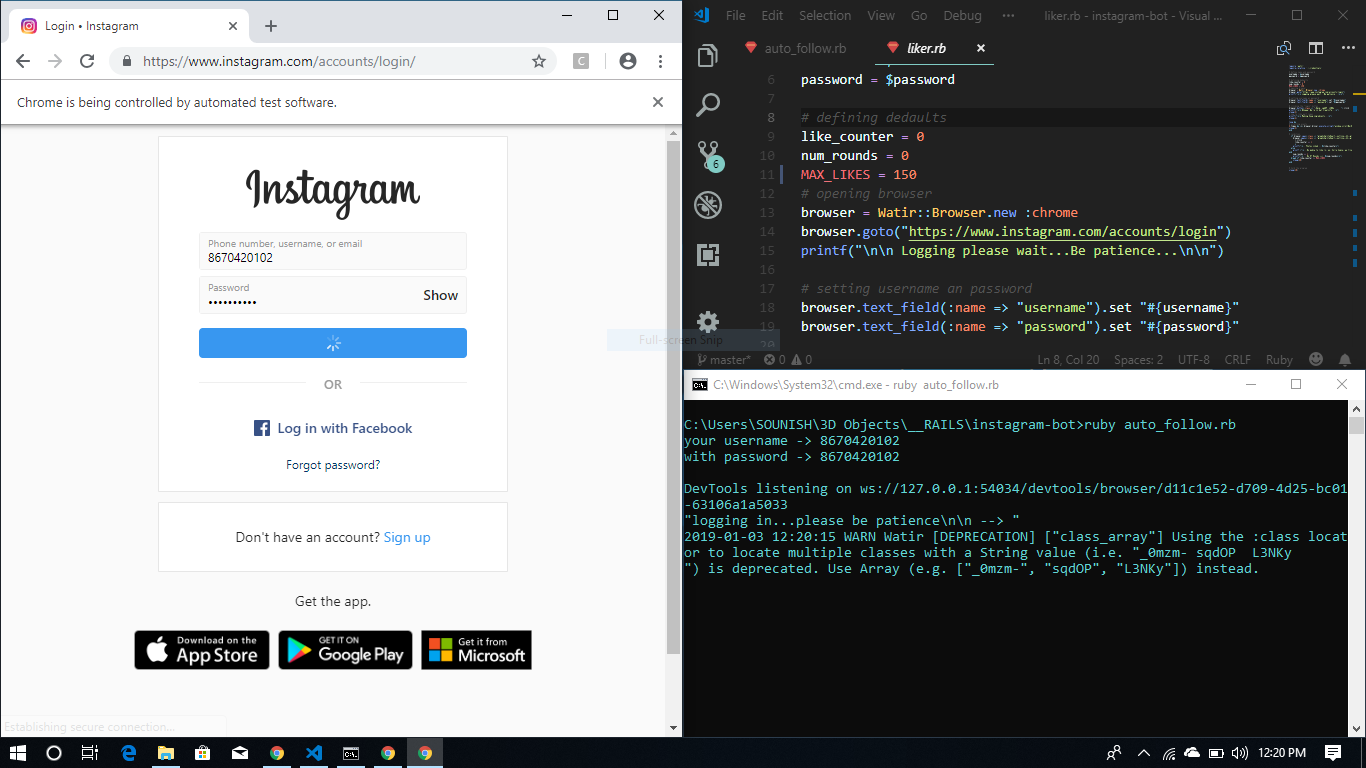 Login • Instagram
https://www.instagram.com/accounts/login/
C
Chrome is being controlled by automated test software.
Instagram
Phone number, username, or email
8670420102
Password
••••••••••
Show
OR
Log in with Facebook
Forgot password?
Don't have an account? Sign up
Get the app.
Download on the
App Store
GET IT ON
Google Play
Get it from
Microsoft
Establishing secure connection...
Full-screen Snip
File Edit Selection View Go Debug ··· liker.rb - instagram-bot - Visual ...
auto_follow.rb liker.rb
6 password = $password
7
8 # defining dedaults
9 like_counter = 0
10 num_rounds = 0
11 MAX_LIKES = 150
12 # opening browser
13 browser = Watir::Browser.new :chrome
14 browser.goto("https://www.instagram.com/accounts/login")
15 printf("\n\n Logging please wait...Be patience...\n\n")
16
17 # setting username an password
18 browser.text_field(:name => "username").set "#{username}"
19 browser.text_field(:name => "password").set "#{password}"
20
6
master* 0 0 Ln 8, Col 20 Spaces: 2 UTF-8 CRLF Ruby
C:\Windows\System32\cmd.exe - ruby auto_follow.rb
C:\Users\SOUNISH\3D Objects\__RAILS\instagram-bot>ruby auto_follow.rb
your username -> 8670420102
with password -> 8670420102
DevTools listening on ws://127.0.0.1:54034/devtools/browser/d11c1e52-d709-4d25-bc01
-63106a1a5033
"logging in...please be patience\n\n --> "
2019-01-03 12:20:15 WARN Watir [DEPRECATION] ["class_array"] Using the :class locat
or to locate multiple classes with a String value (i.e. "_0mzm- sqdOP  L3NKy
") is deprecated. Use Array (e.g. ["_0mzm-", "sqdOP", "L3NKy"]) instead.
12:20 PM